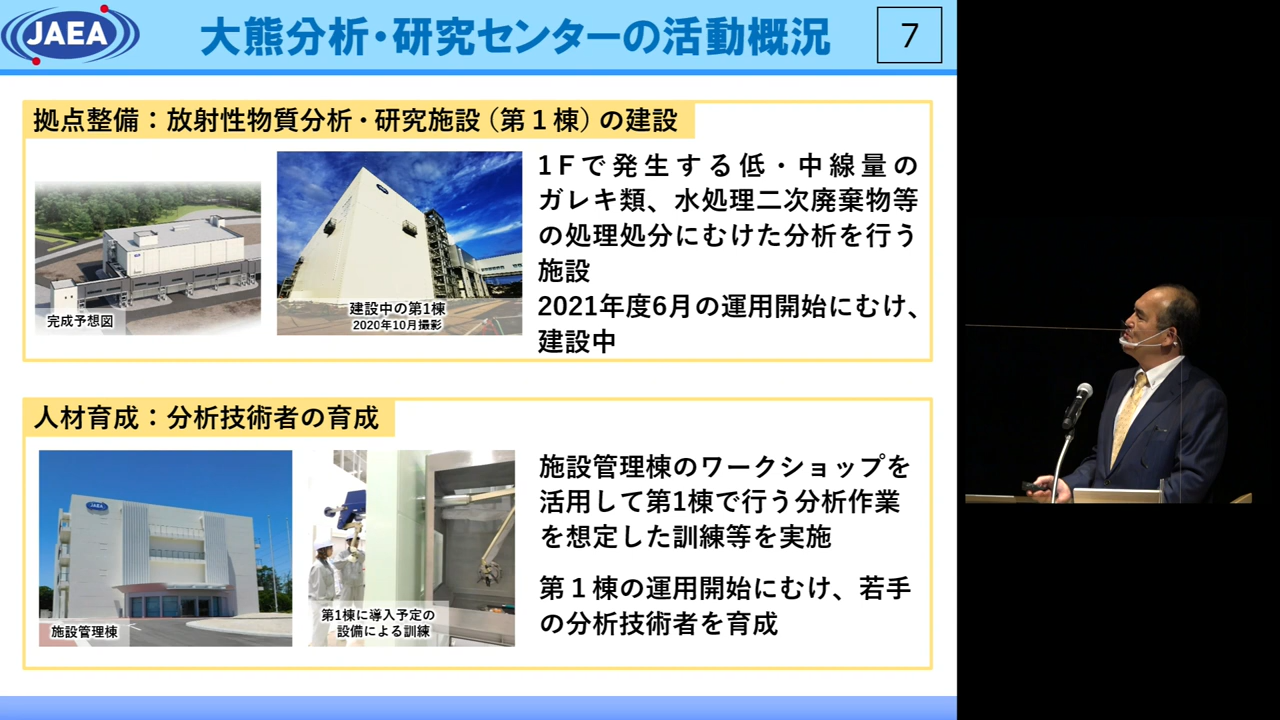 JAEA
大熊分析・研究センターの活動概況
7
拠点整備：放射性物質分析・研究施設（第１棟）の建設
完成予想図
建設中の第1棟
2020年10月撮影
1Ｆで発生する低・中線量の
ガレキ類、水処理二次廃棄物等
の処理処分にむけた分析を行う
施設
2021年度6月の運用開始にむけ、
建設中
人材育成：分析技術者の育成
JAEA
施設管理棟
第1棟に導入予定の
設備による訓練
施設管理棟のワークショップを
活用して第1棟で行う分析作業
を想定した訓練等を実施
第１棟の運用開始にむけ、若手
の分析技術者を育成